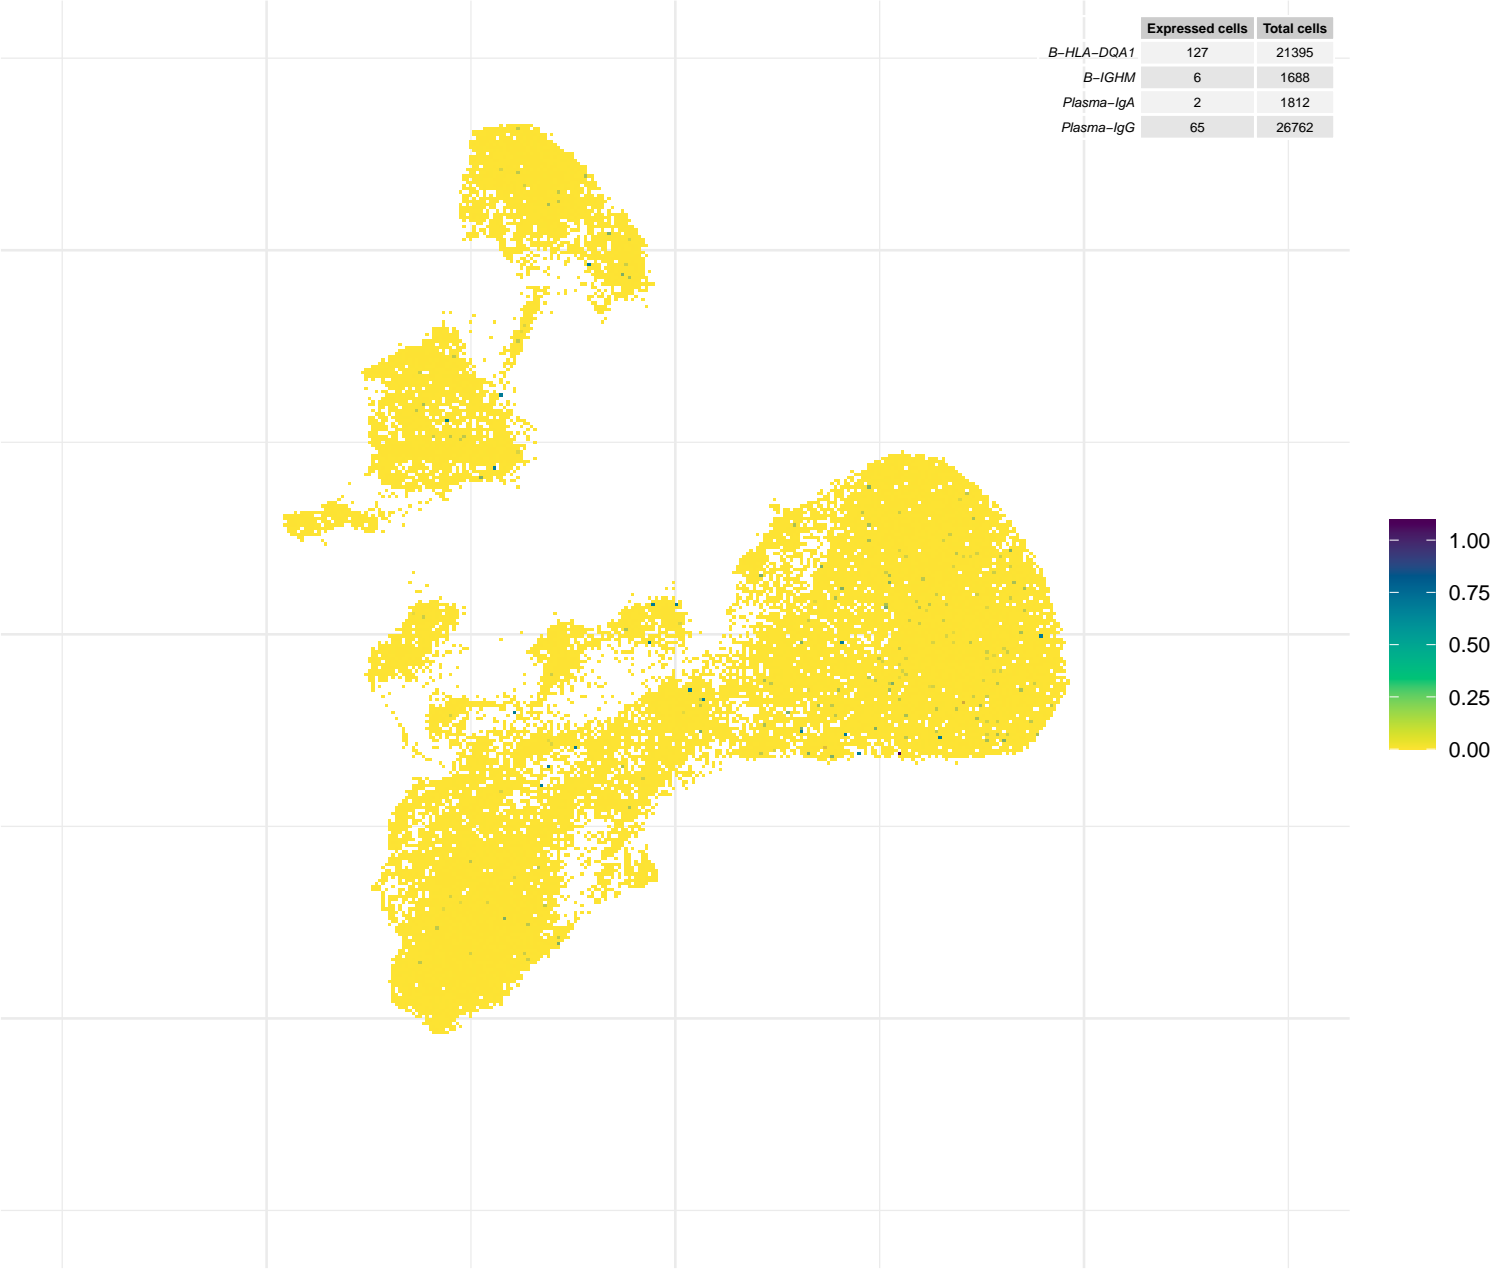 Expressed cells Total cells
B−HLA−DQA1 127 21395
B−IGHM 6 1688
Plasma−IgA 2 1812
Plasma−IgG 65 26762
1.00
0.75
0.50
0.25
0.00